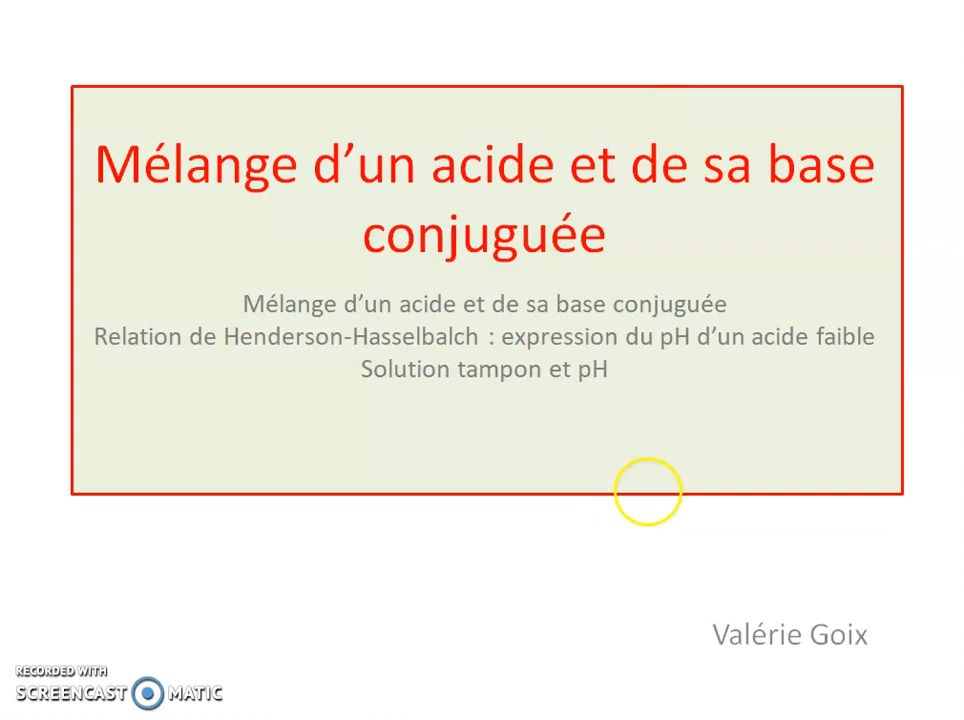 Mélange d’un acide et de sa base
conjuguée
Mélange d’un acide et de sa base conjuguée
Relation de Henderson-Hasselbalch : expression du pH d’un acide faible
Solution tampon et pH
Valérie Goix
RECORDED WITH
SCREENCAST MATIC